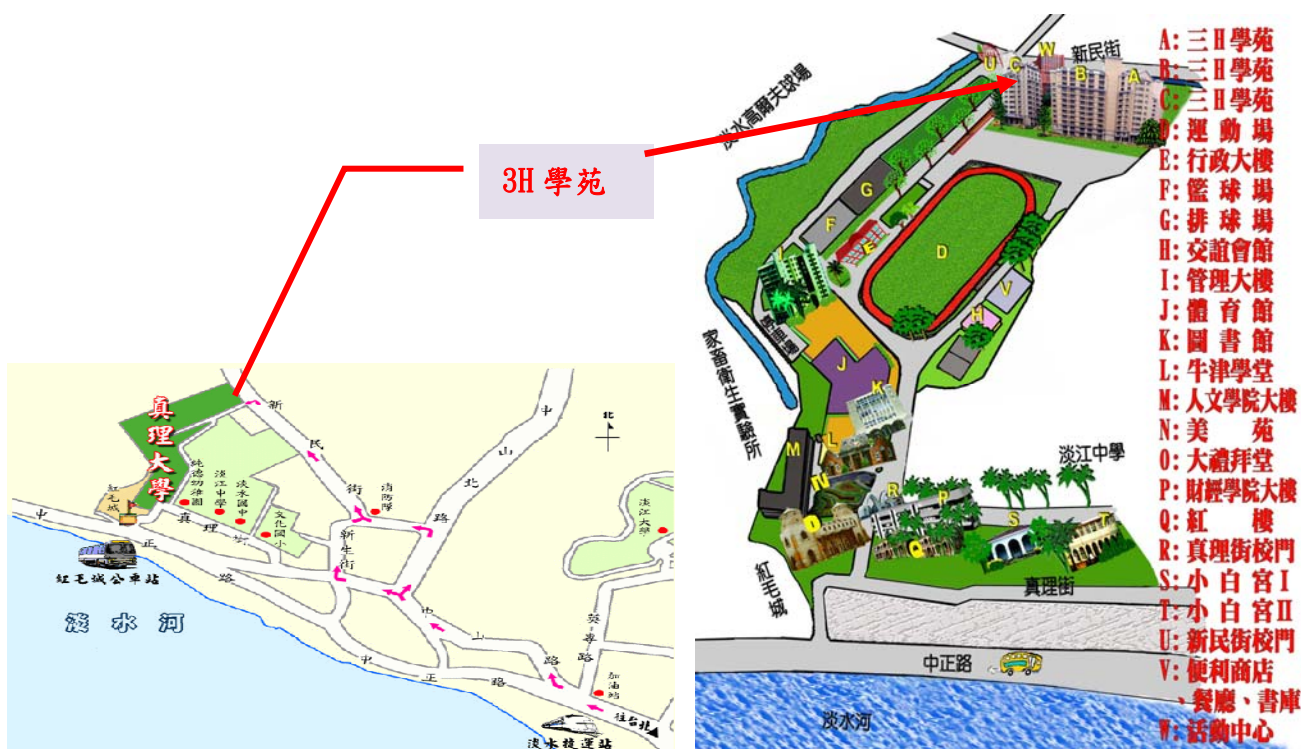 3H 學苑
真理大學
紅毛城
純德幼稚園
淡江中學
淡水國中
文化國小
真理街
新民街
消防隊
新生街
中山北路
北
淡江大學
中正路
紅毛城公車站
淡水河
中山路
中正路
英專路
加油站
往台北
淡水捷運站
新民街
淡水高爾夫球場
家畜衛生實驗所
停車場
淡江中學
紅毛城
真理街
中正路
淡水河
U
C
W
B
A
G
F
E
D
I
V
H
J
K
L
M
N
O
R
P
Q
S
T
A: 三H學苑
B: 三H學苑
C: 三H學苑
D: 運動場
E: 行政大樓
F: 籃球場
G: 排球場
H: 交誼會館
I: 管理大樓
J: 體育館
K: 圖書館
L: 牛津學堂
M: 人文學院大樓
N: 美苑
O: 大禮拜堂
P: 財經學院大樓
Q: 紅樓
R: 真理街校門
S: 小白宮I
T: 小白宮II
U: 新民街校門
V: 便利商店
、餐廳、書庫
W: 活動中心